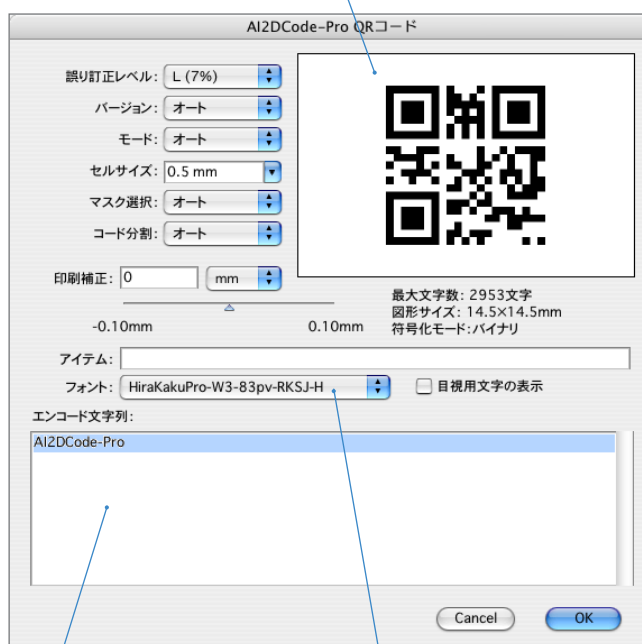 AI2DCode-Pro QRコード
誤り訂正レベル: L (7%)
バージョン: オート
モード: オート
セルサイズ: 0.5 mm
マスク選択: オート
コード分割: オート
印刷補正: 0 mm
-0.10mm 0.10mm
最大文字数: 2953文字
図形サイズ: 14.5×14.5mm
符号化モード:バイナリ
アイテム:
フォント: HiraKakuPro-W3-83pv-RKSJ-H 目視用文字の表示
エンコード文字列:
AI2DCode-Pro
Cancel OK